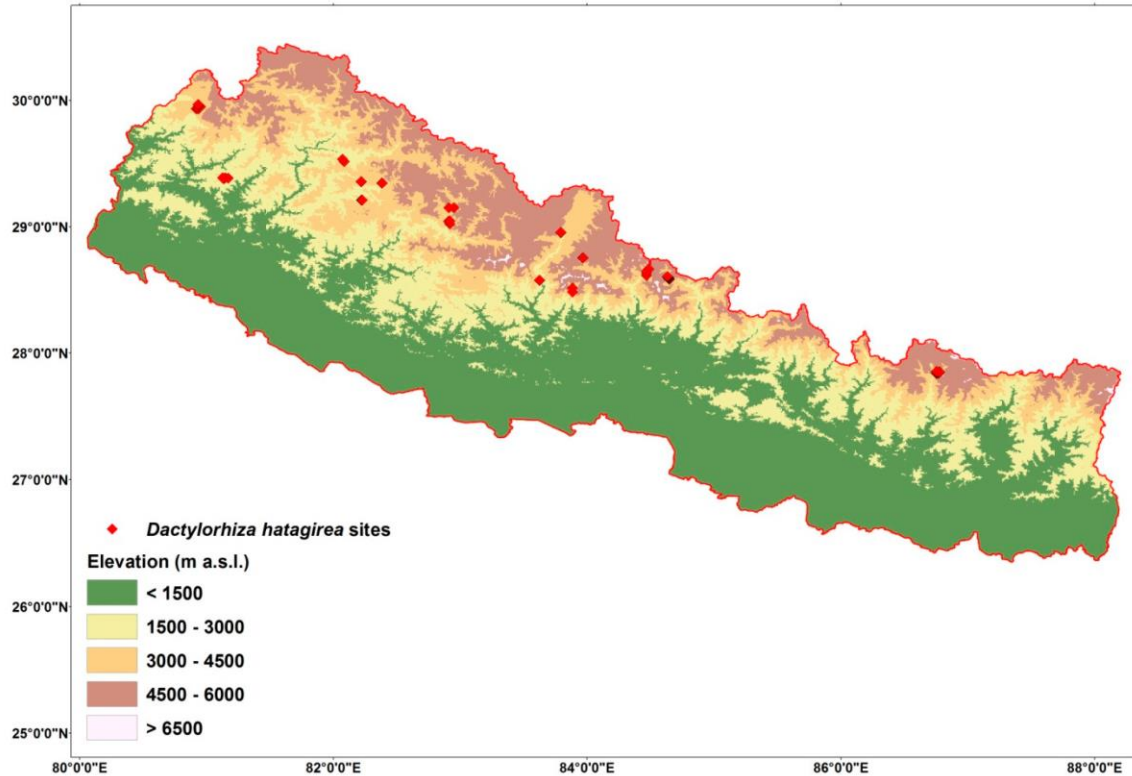 30°0'0"N
29°0'0"N
28°0'0"N
27°0'0"N
26°0'0"N
25°0'0"N
Dactylorhiza hatagirea sites
Elevation (m a.s.l.)
< 1500
1500 - 3000
3000 - 4500
4500 - 6000
> 6500
80°0'0"E
82°0'0"E
84°0'0"E
86°0'0"E
88°0'0"E